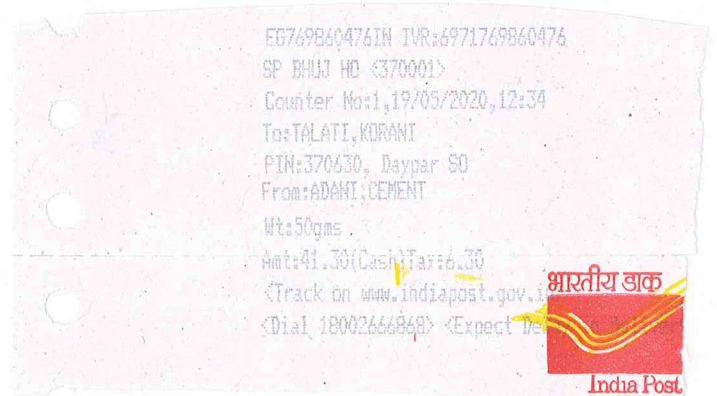 EG769860476IN IVR:6971769860476
SP BHUJ HO <370001>
Counter No:1,19/05/2020,12:34
To:TALATI,KORANI
PIN:370630, Daypar SO
From:ADANI,CEMENT
Wt:50gms
Amt:41.30(Cash)Tax:6.30
<Track on www.indiapost.gov.i
<Dial 18002666868> <Expect De
भारतीय डाक
India Post